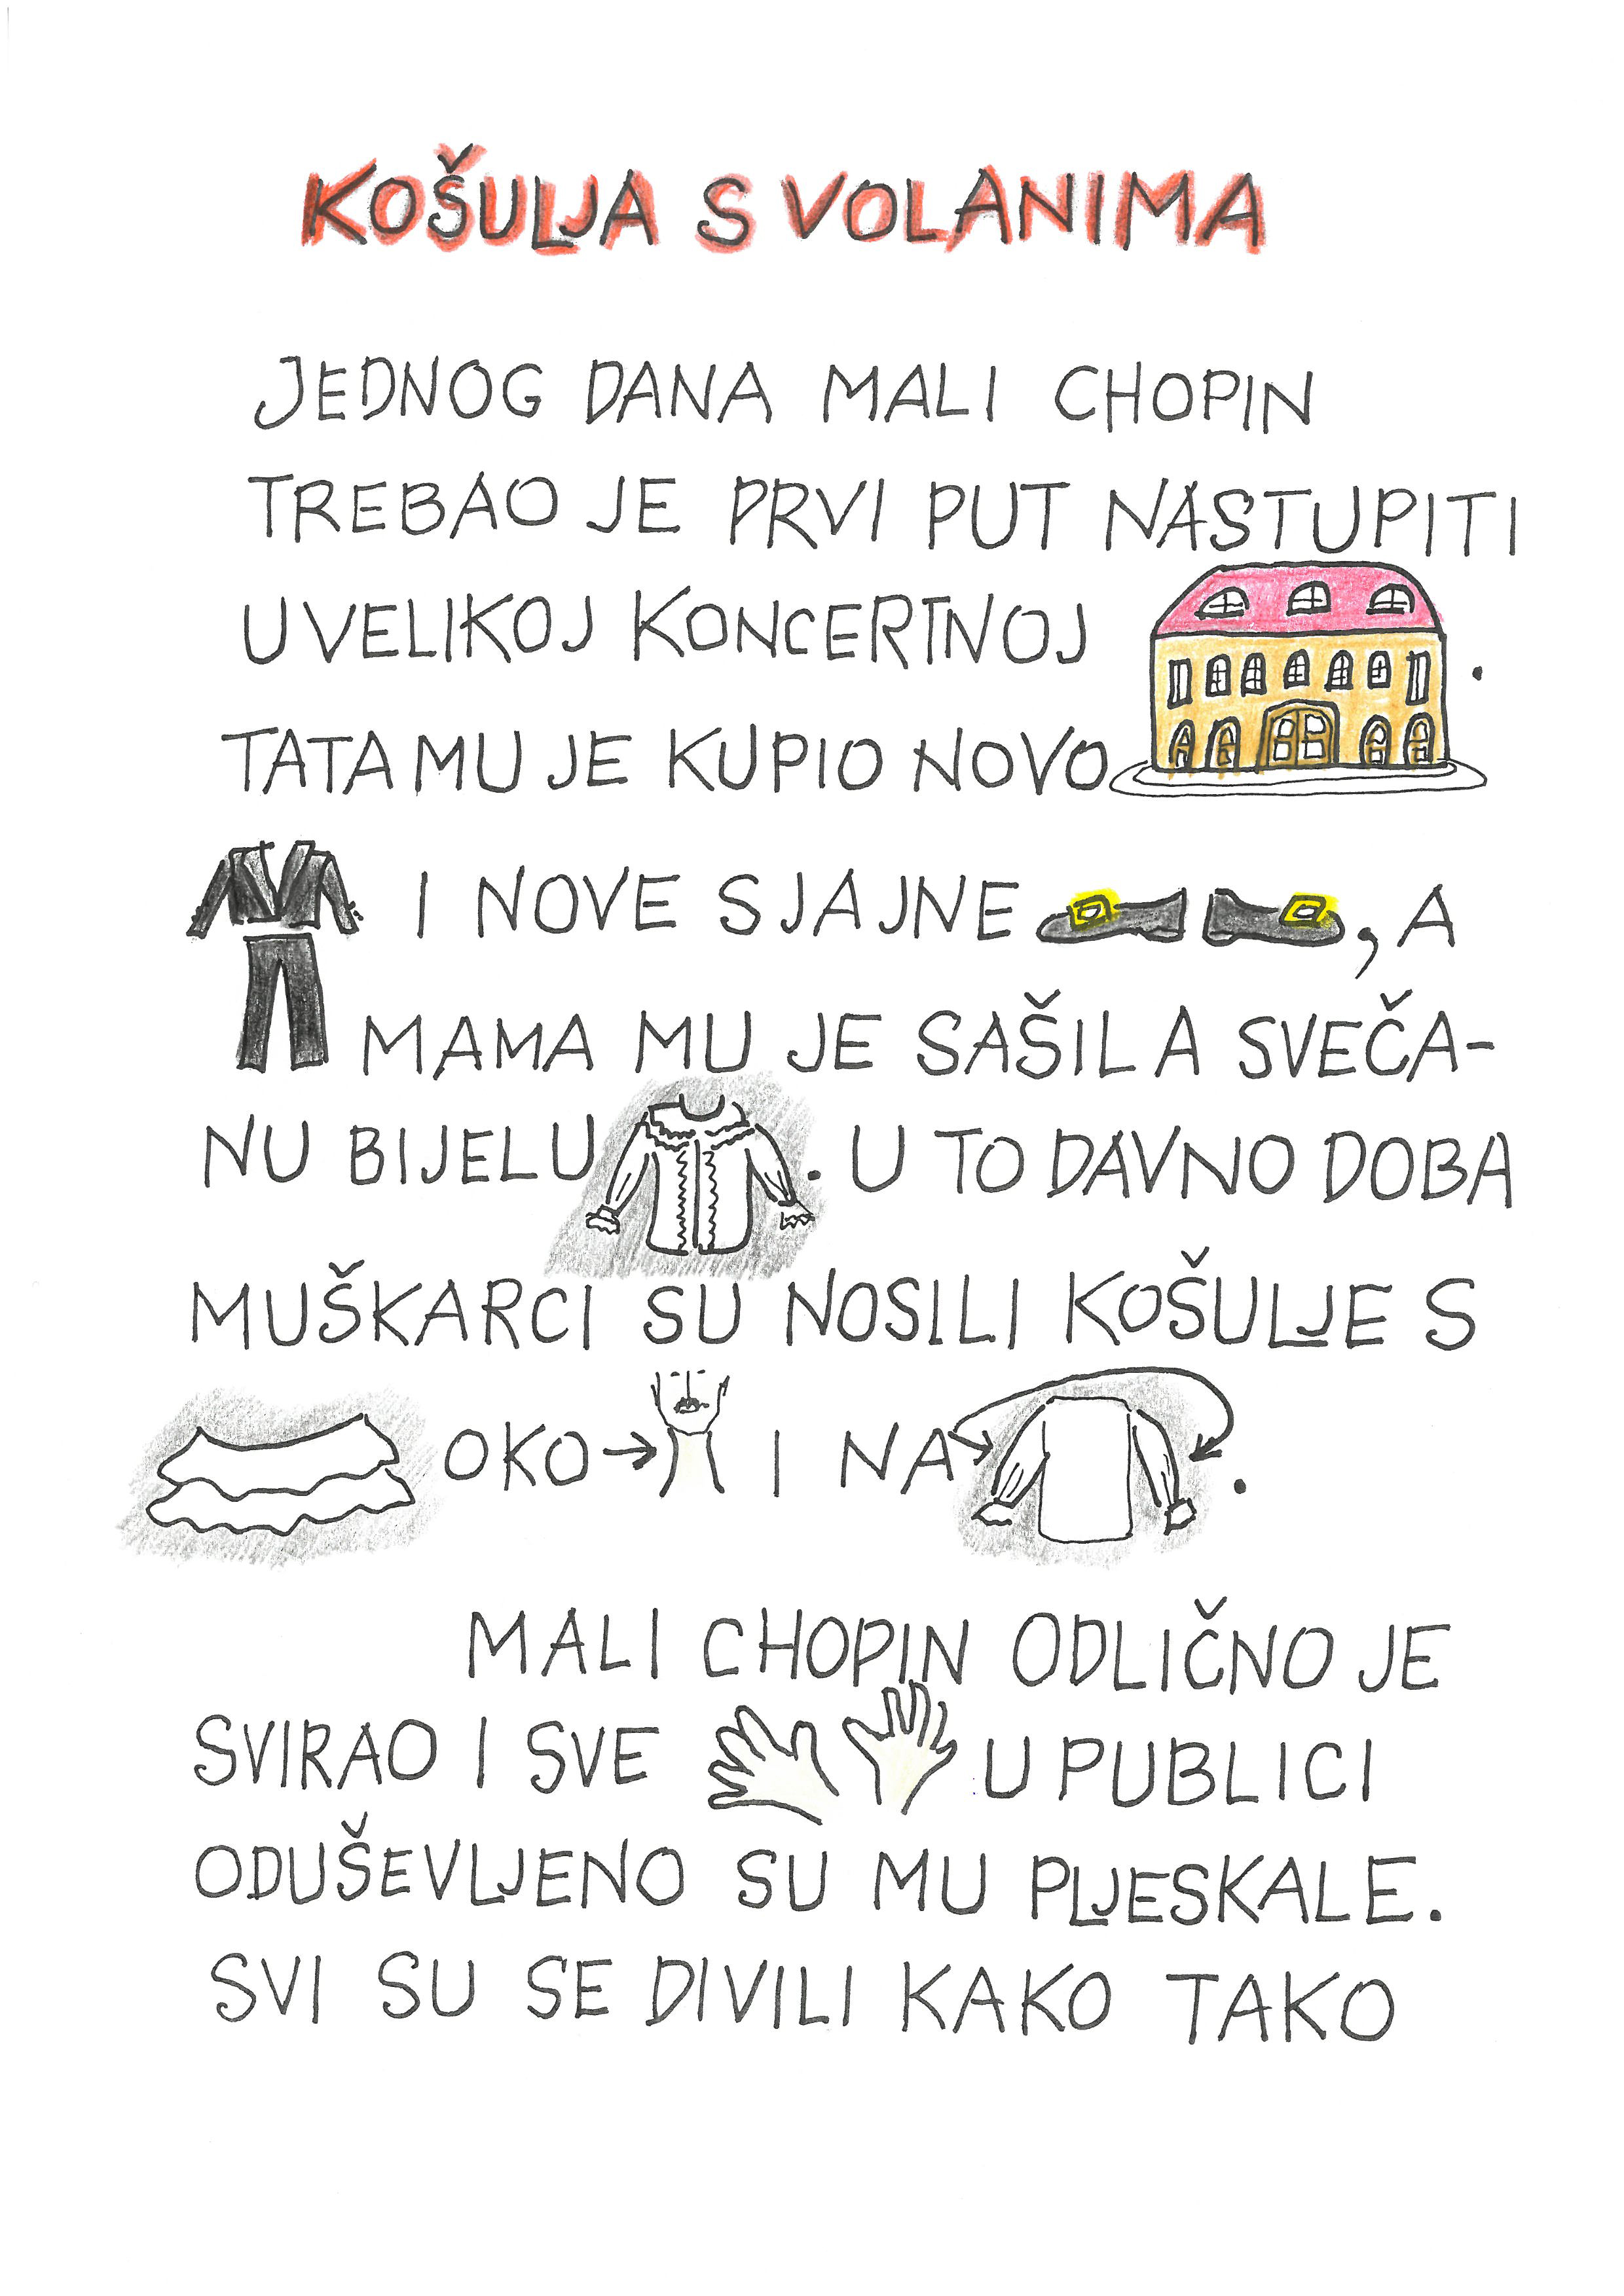 KOŠULJA S VOLANIMA
JEDNOG DANA MALI CHOPIN
TREBAO JE PRVI PUT NASTUPITI
U VELIKOJ KONCERTNOJ .
TATA MU JE KUPIO NOVO
I NOVE SJAJNE , A
MAMA MU JE SAŠILA SVEČA-
NU BIJELU . U TO DAVNO DOBA
MUŠKARCI SU NOSILI KOŠULJE S
OKO → I NA .
MALI CHOPIN ODLIČNO JE
SVIRAO I SVE U PUBLICI
ODUŠEVLJENO SU MU PLJESKALE.
SVI SU SE DIVILI KAKO TAKO